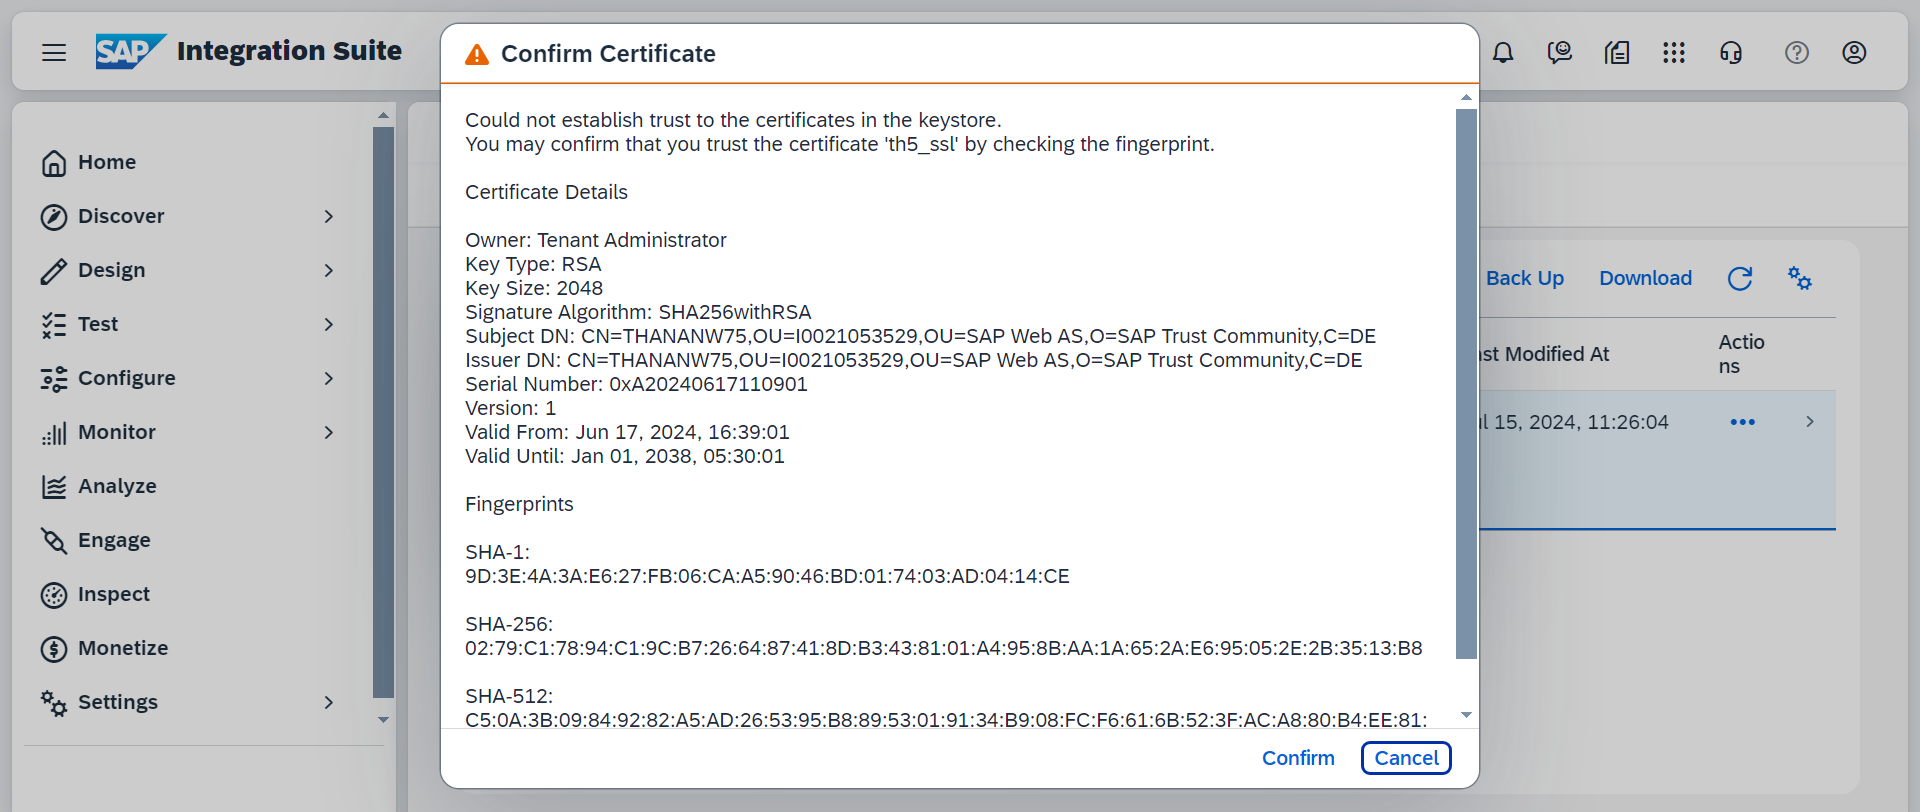 SAP Integration Suite
Home
Discover
Design
Test
Configure
Monitor
Analyze
Engage
Inspect
Monetize
Settings
Confirm Certificate
Could not establish trust to the certificates in the keystore.
You may confirm that you trust the certificate 'th5_ssl' by checking the fingerprint.
Certificate Details
Owner: Tenant Administrator
Key Type: RSA
Key Size: 2048
Signature Algorithm: SHA256withRSA
Subject DN: CN=THANANW75,OU=I0021053529,OU=SAP Web AS,O=SAP Trust Community,C=DE
Issuer DN: CN=THANANW75,OU=I0021053529,OU=SAP Web AS,O=SAP Trust Community,C=DE
Serial Number: 0xA20240617110901
Version: 1
Valid From: Jun 17, 2024, 16:39:01
Valid Until: Jan 01, 2038, 05:30:01
Fingerprints
SHA-1:
9D:3E:4A:3A:E6:27:FB:06:CA:A5:90:46:BD:01:74:03:AD:04:14:CE
SHA-256:
02:79:C1:78:94:C1:9C:B7:26:64:87:41:8D:B3:43:81:01:A4:95:8B:AA:1A:65:2A:E6:95:05:2E:2B:35:13:B8
SHA-512:
C5:0A:3B:09:84:92:82:A5:AD:26:53:95:B8:89:53:01:91:34:B9:08:FC:F6:61:6B:52:3F:AC:A8:80:B4:EE:81:
Confirm Cancel
Back Up Download
Modified At
Actio
ns
15, 2024, 11:26:04